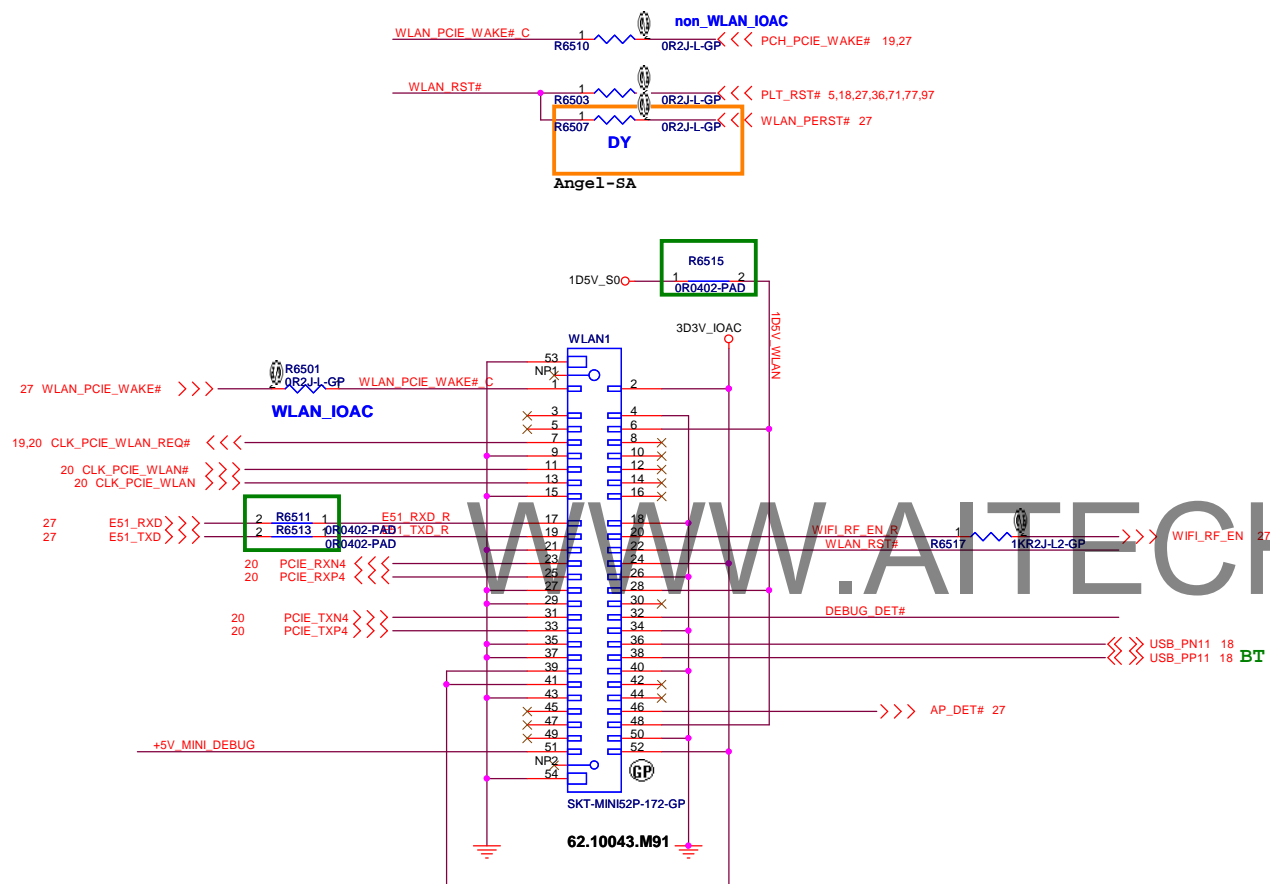 non_WLAN_IOAC
WLAN_PCIE_WAKE#_C
1
2
R6510
0R2J-L-GP
PCH_PCIE_WAKE# 19,27
WLAN_RST#
1
2
R6503
0R2J-L-GP
PLT_RST# 5,18,27,36,71,77,97
1
2
R6507
0R2J-L-GP
WLAN_PERST# 27
DY
Angel-SA
R6515
1D5V_S0
1
2
0R0402-PAD
3D3V_IOAC
1D5V_WLAN
WLAN1
53
NP1
R6501
0R2J-L-GP
27 WLAN_PCIE_WAKE#
2
1
WLAN_PCIE_WAKE#_C
1
2
WLAN_IOAC
3
4
5
6
19,20 CLK_PCIE_WLAN_REQ#
7
8
9
10
20 CLK_PCIE_WLAN#
11
12
20 CLK_PCIE_WLAN
13
14
15
16
27 E51_RXD
2
R6511
1
0R0402-PAD
E51_RXD_R
17
18
27 E51_TXD
2
R6513
1
0R0402-PAD
E51_TXD_R
19
20
WIFI_RF_EN_R
1
2
R6517
1KR2J-L2-GP
WIFI_RF_EN 27
21
22
WLAN_RST#
20 PCIE_RXN4
23
24
20 PCIE_RXP4
25
26
27
28
29
30
20 PCIE_TXN4
31
32
DEBUG_DET#
20 PCIE_TXP4
33
34
35
36
USB_PN11 18
37
38
USB_PP11 18
BT
39
40
41
42
43
44
45
46
AP_DET# 27
47
48
49
50
+5V_MINI_DEBUG
51
52
NP2
54
GP
SKT-MINI52P-172-GP
62.10043.M91
WWW.AITECH